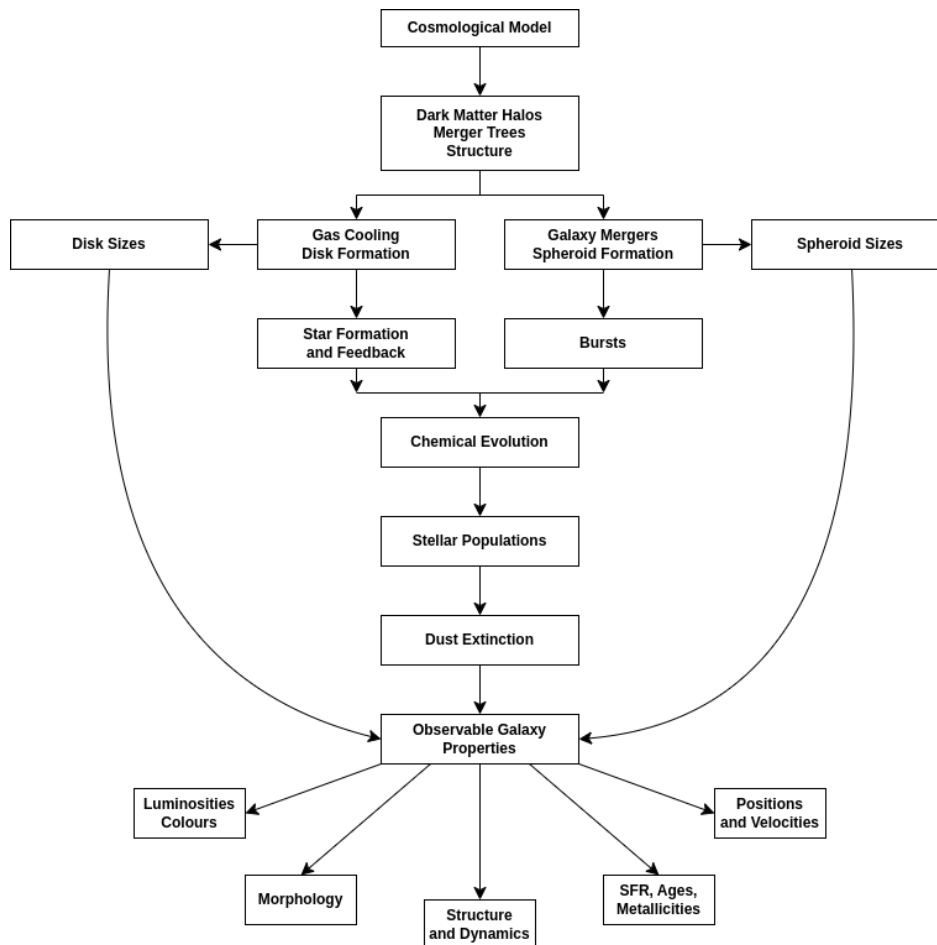 Cosmological Model
Dark Matter Halos
Merger Trees
Structure
Disk Sizes
Gas Cooling
Disk Formation
Galaxy Mergers
Spheroid Formation
Spheroid Sizes
Star Formation
and Feedback
Bursts
Chemical Evolution
Stellar Populations
Dust Extinction
Observable Galaxy
Properties
Luminosities
Colours
Positions
and Velocities
Morphology
Structure
and Dynamics
SFR, Ages,
Metallicities